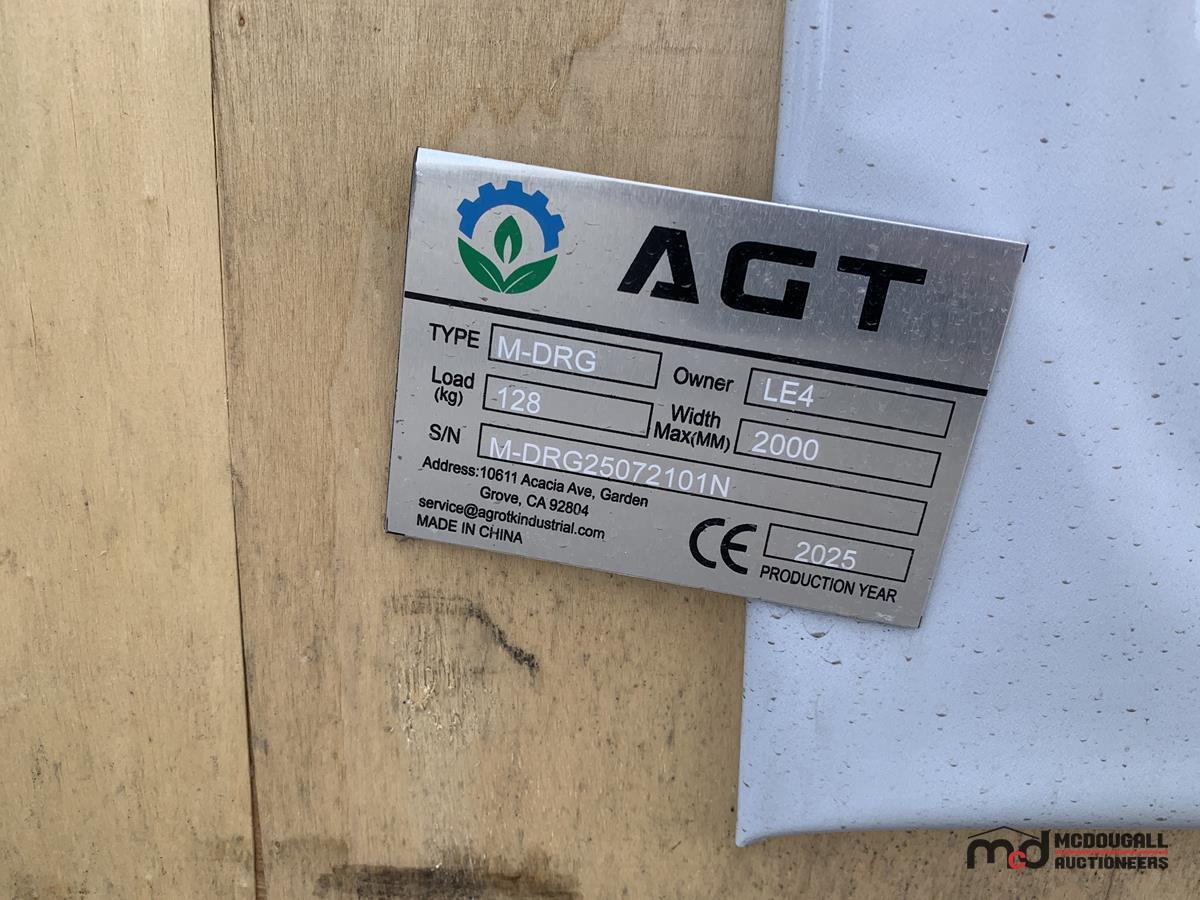 AGT
TYPE M-DRG Owner LE4
Load (kg) 128 Width Max(MM) 2000
S/N M-DRG25072101N
Address:10611 Acacia Ave, Garden
Grove, CA 92804
service@agrotkindustrial.com
MADE IN CHINA
CE 2025
PRODUCTION YEAR
mcd MCDOUGALL
AUCTIONEERS